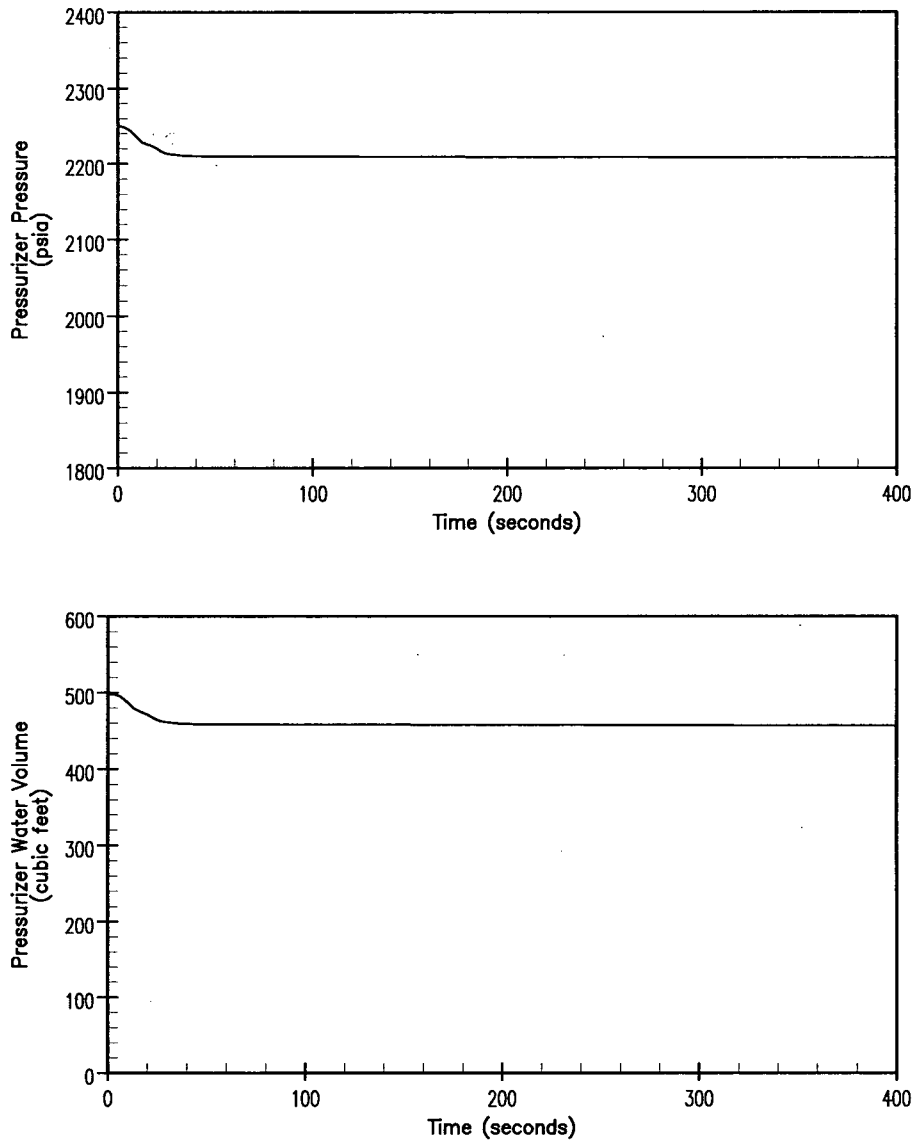 2400
2300
2200
2100
2000
1900
1800
Pressurizer Pressure
(psia)
0 100 200 300 400
Time (seconds)
600
500
400
300
200
100
0
Pressurizer Water Volume
(cubic feet)
0 100 200 300 400
Time (seconds)